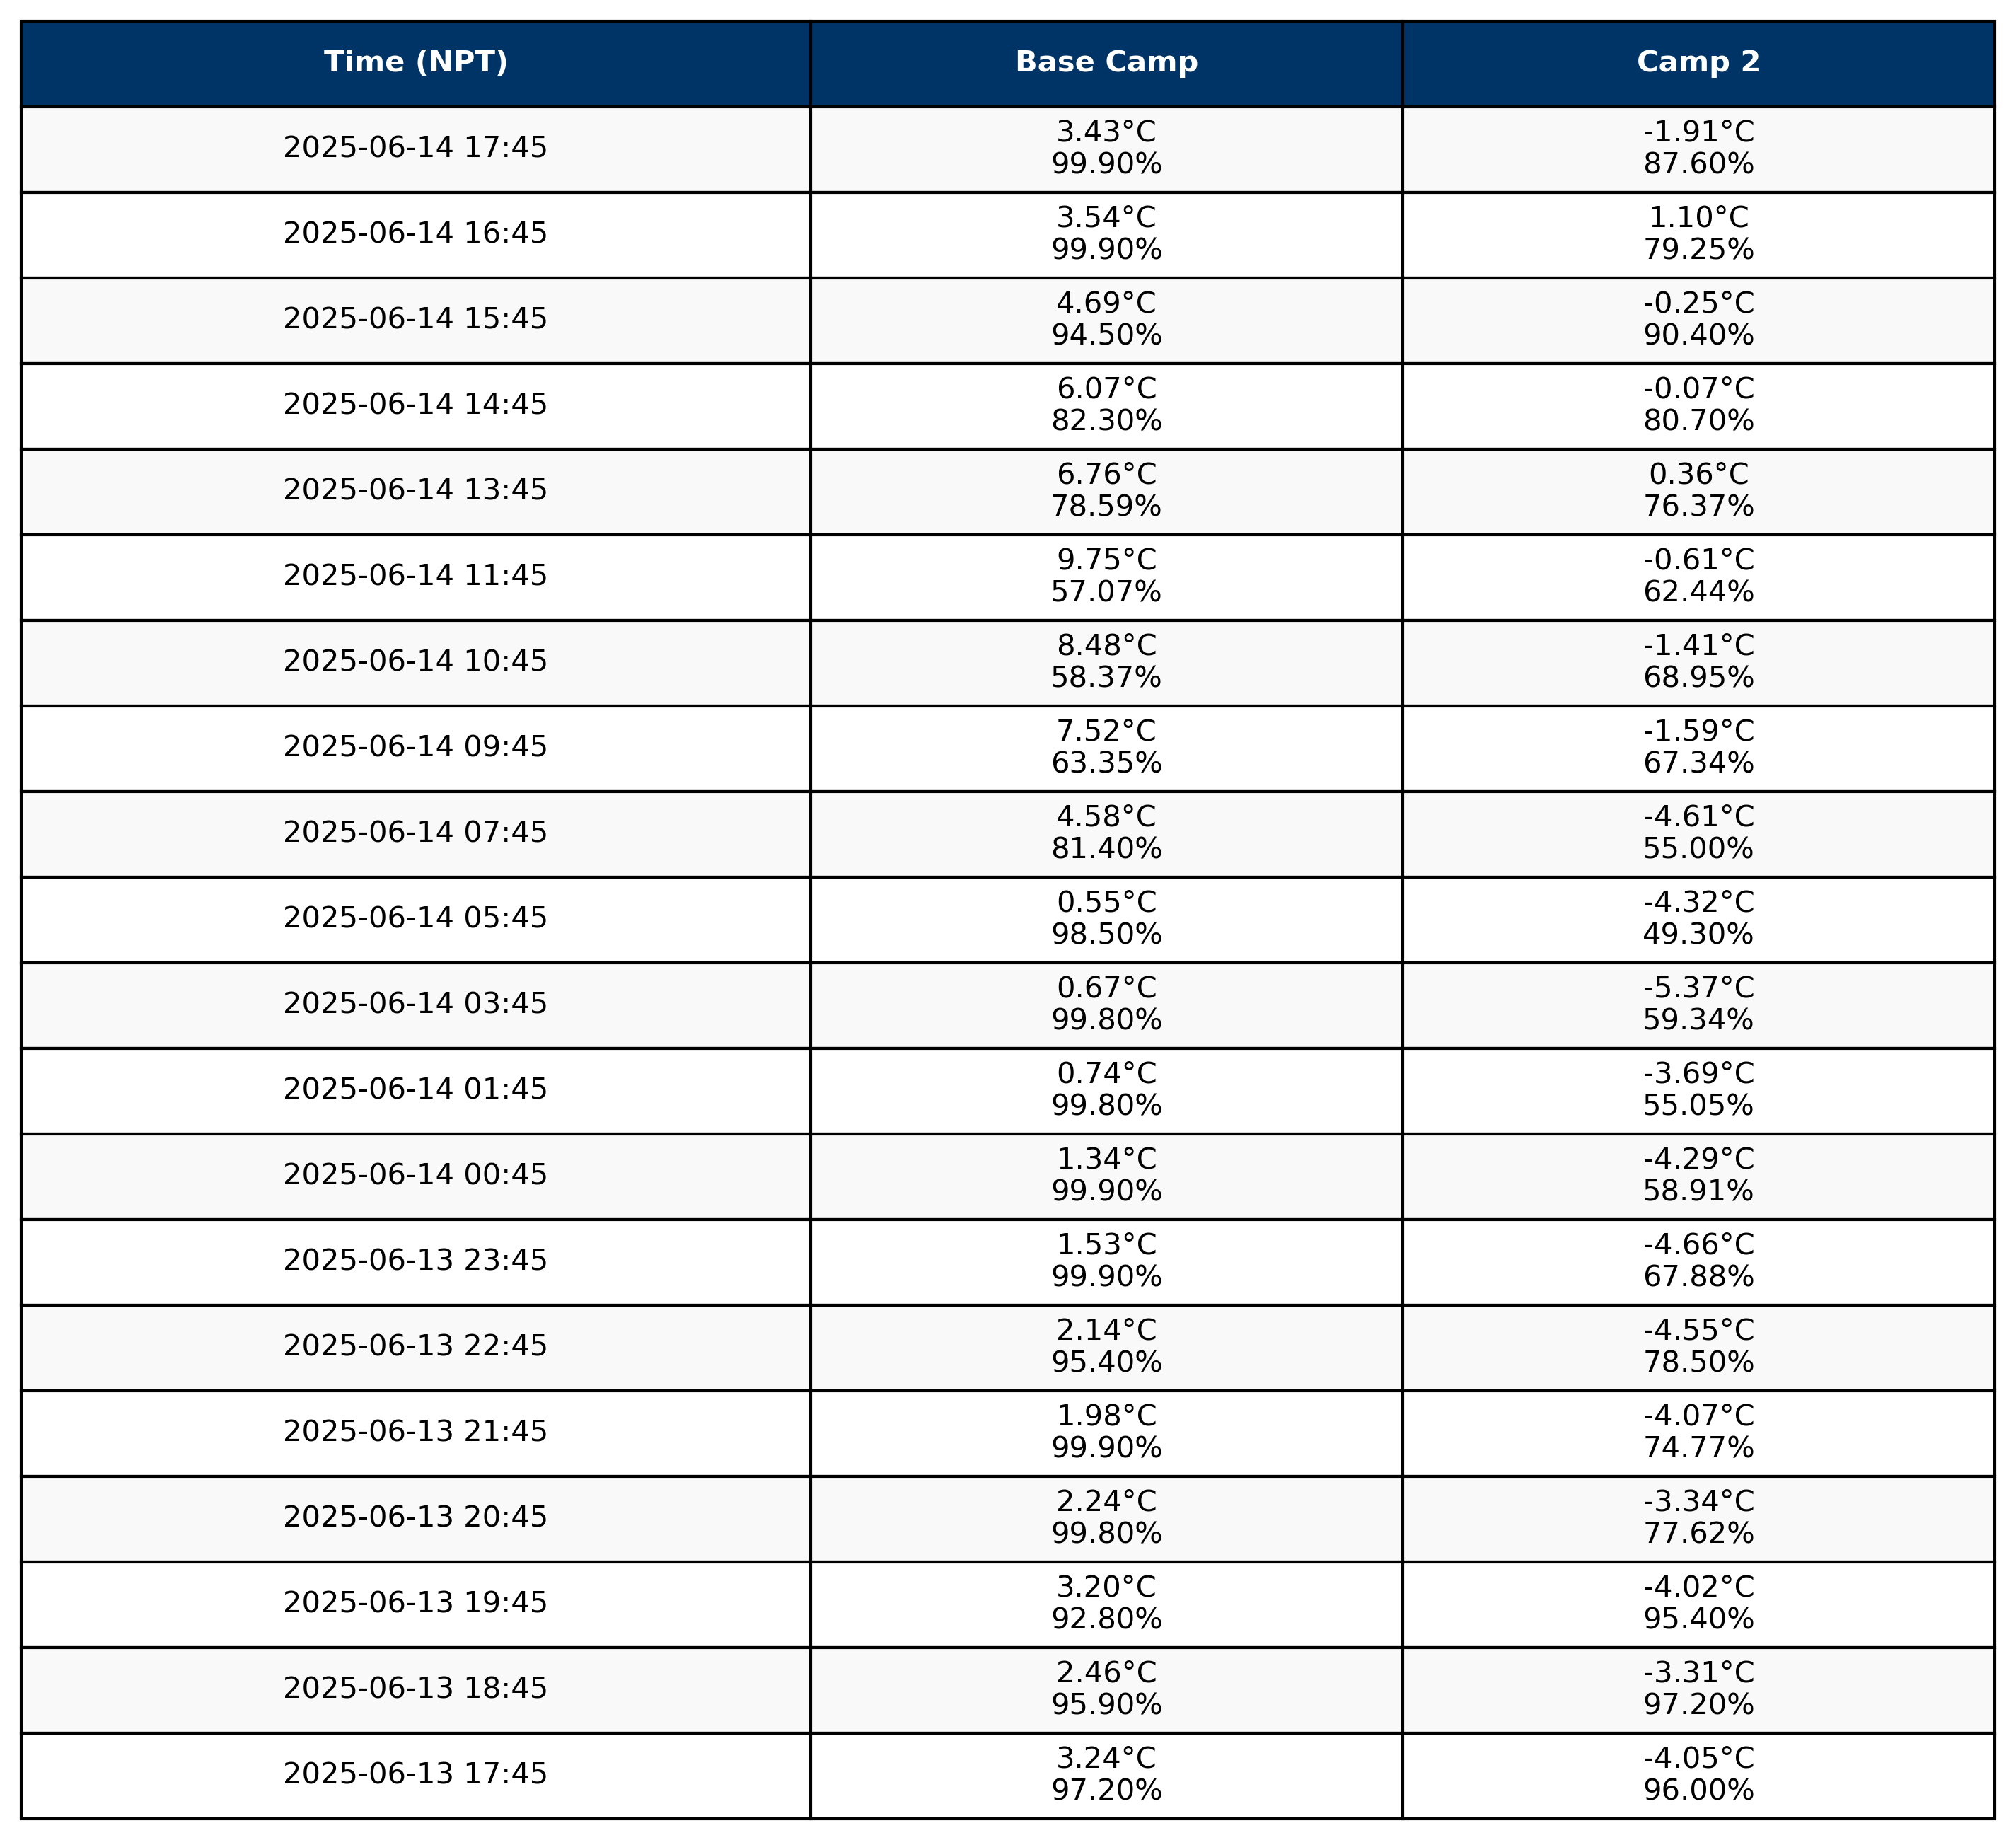 Time (NPT) Base Camp Camp 2
2025-06-14 17:45 3.43°C -1.91°C
99.90% 87.60%
2025-06-14 16:45 3.54°C 1.10°C
99.90% 79.25%
2025-06-14 15:45 4.69°C -0.25°C
94.50% 90.40%
2025-06-14 14:45 6.07°C -0.07°C
82.30% 80.70%
2025-06-14 13:45 6.76°C 0.36°C
78.59% 76.37%
2025-06-14 11:45 9.75°C -0.61°C
57.07% 62.44%
2025-06-14 10:45 8.48°C -1.41°C
58.37% 68.95%
2025-06-14 09:45 7.52°C -1.59°C
63.35% 67.34%
2025-06-14 07:45 4.58°C -4.61°C
81.40% 55.00%
2025-06-14 05:45 0.55°C -4.32°C
98.50% 49.30%
2025-06-14 03:45 0.67°C -5.37°C
99.80% 59.34%
2025-06-14 01:45 0.74°C -3.69°C
99.80% 55.05%
2025-06-14 00:45 1.34°C -4.29°C
99.90% 58.91%
2025-06-13 23:45 1.53°C -4.66°C
99.90% 67.88%
2025-06-13 22:45 2.14°C -4.55°C
95.40% 78.50%
2025-06-13 21:45 1.98°C -4.07°C
99.90% 74.77%
2025-06-13 20:45 2.24°C -3.34°C
99.80% 77.62%
2025-06-13 19:45 3.20°C -4.02°C
92.80% 95.40%
2025-06-13 18:45 2.46°C -3.31°C
95.90% 97.20%
2025-06-13 17:45 3.24°C -4.05°C
97.20% 96.00%